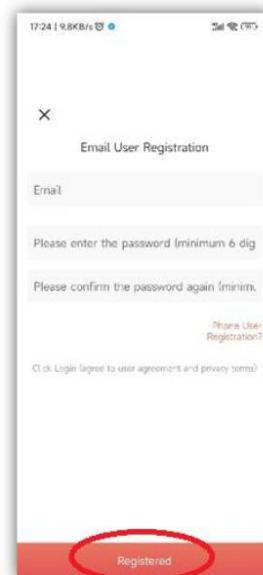 17:24 | 9.8KB/s
Email User Registration
Email
Please enter the password (minimum 6 dig
Please confirm the password again (minimu
Phone User
Registration?
Click Login (agree to user agreement and privacy terms)
Registered